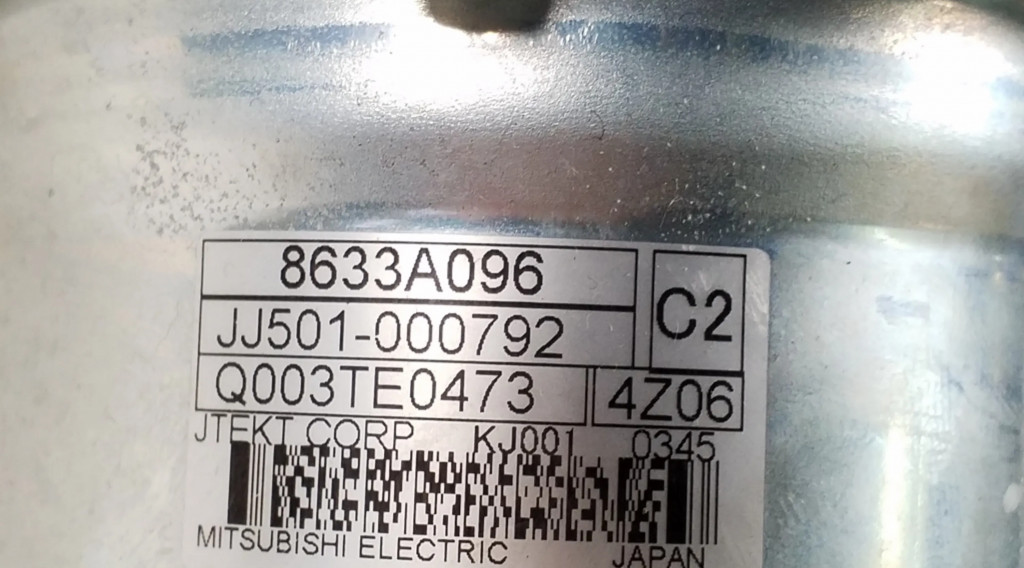 8633A096
C2
JJ501-000792
Q003TE0473 4Z06
JTEKT CORP KJ001 0345
MITSUBISHI ELECTRIC JAPAN